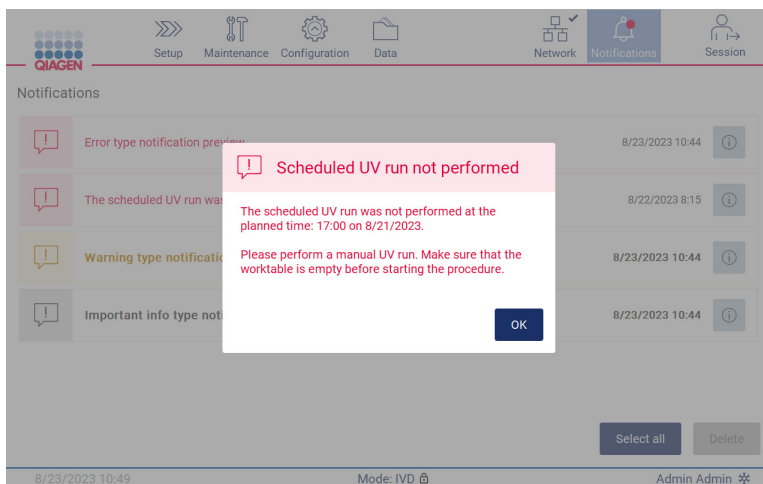 QIAGEN
Setup
Maintenance
Configuration
Data
Network
Notifications
Session
Notifications
Error type notification preview
8/23/2023 10:44
The scheduled UV run was
8/22/2023 8:15
Warning type notificatio
8/23/2023 10:44
Important info type noti
8/23/2023 10:44
Scheduled UV run not performed
The scheduled UV run was not performed at the
planned time: 17:00 on 8/21/2023.
Please perform a manual UV run. Make sure that the
worktable is empty before starting the procedure.
OK
Select all
Delete
8/23/2023 10:49
Mode: IVD
Admin Admin